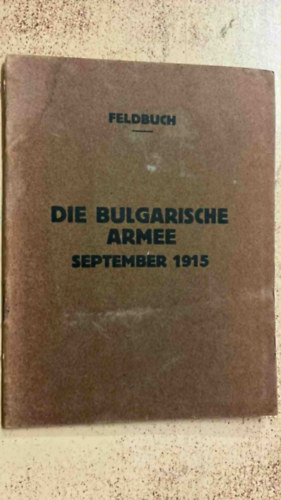 FELDBUCH
DIE BULGARISCHE
ARMEE
SEPTEMBER 1915